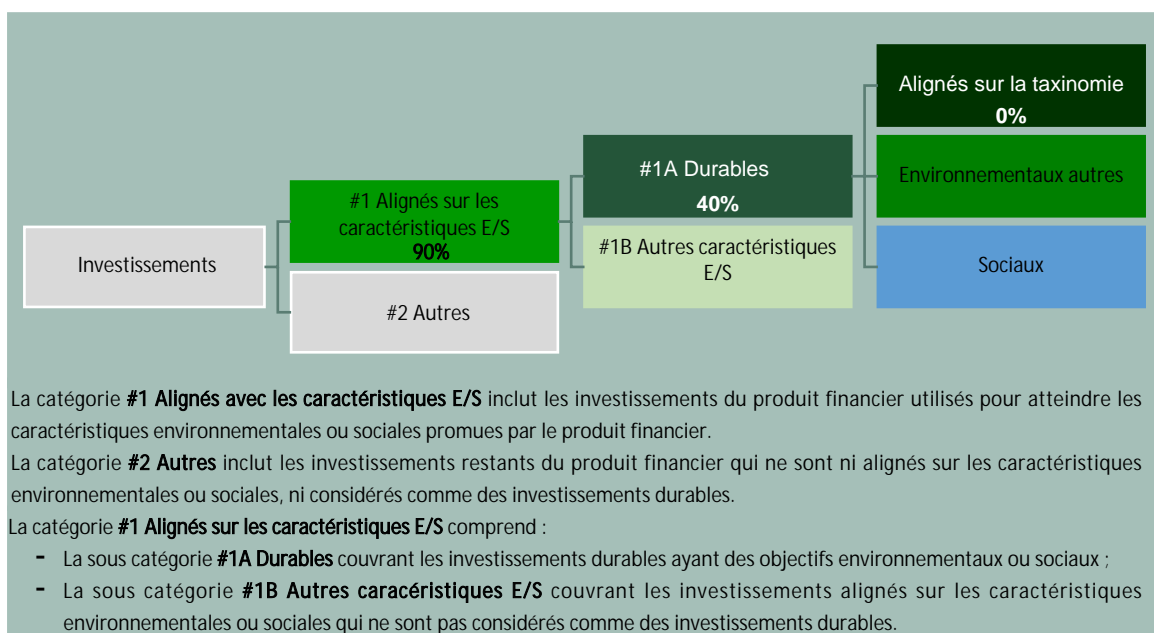 Alignés sur la taxinomie
0%
#1A Durables
40%
Environnementaux autres
#1 Alignés sur les
caractéristiques E/S
90%
#1B Autres caractéristiques
E/S
Investissements
Sociaux
#2 Autres
La catégorie #1 Alignés avec les caractéristiques E/S inclut les investissements du produit financier utilisés pour atteindre les
caractéristiques environnementales ou sociales promues par le produit financier.
La catégorie #2 Autres inclut les investissements restants du produit financier qui ne sont ni alignés sur les caractéristiques
environnementales ou sociales, ni considérés comme des investissements durables.
La catégorie #1 Alignés sur les caractéristiques E/S comprend :
- La sous catégorie #1A Durables couvrant les investissements durables ayant des objectifs environnementaux ou sociaux ;
- La sous catégorie #1B Autres caracéristiques E/S couvrant les investissements alignés sur les caractéristiques
environnementales ou sociales qui ne sont pas considérés comme des investissements durables.